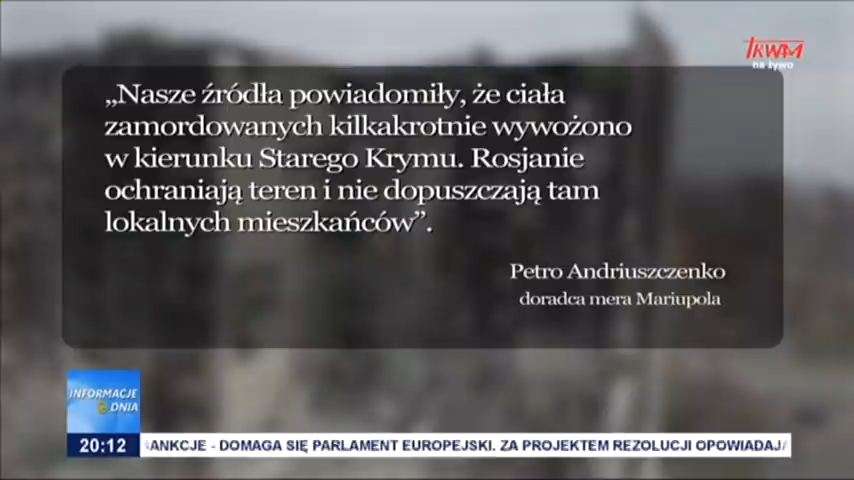 TRWAM
na żywo
„Nasze źródła powiadomiły, że ciała
zamordowanych kilkakrotnie wywożono
w kierunku Starego Krymu. Rosjanie
ochraniają teren i nie dopuszczają tam
lokalnych mieszkańców”.
Petro Andriuszczenko
doradca mera Mariupola
INFORMACJE
DNIA
20:12
ANKCJE - DOMAGA SIĘ PARLAMENT EUROPEJSKI. ZA PROJEKTEM REZOLUCJI OPOWIADAJĄ